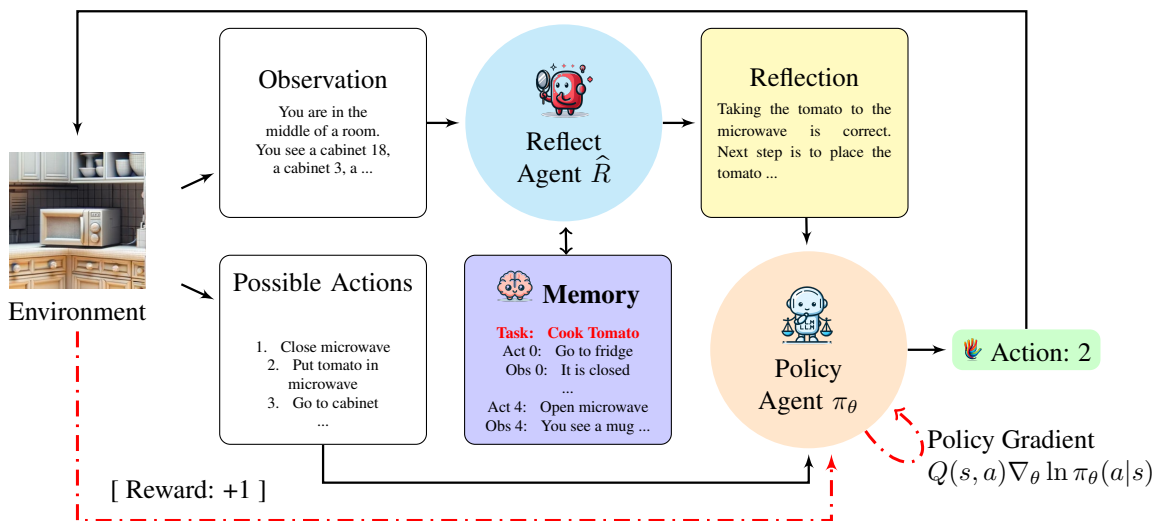 Observation
You are in the
middle of a room.
You see a cabinet 18,
a cabinet 3, a ...
Reflect
Agent R̂
Reflection
Taking the tomato to the
microwave is correct.
Next step is to place the
tomato ...
Environment
Possible Actions
1. Close microwave
2. Put tomato in
microwave
3. Go to cabinet
...
Memory
Task: Cook Tomato
Act 0: Go to fridge
Obs 0: It is closed
...
Act 4: Open microwave
Obs 4: You see a mug ...
LLM
Policy
Agent πθ
Action: 2
Policy Gradient
Q(s, a)∇θ ln πθ(a|s)
[ Reward: +1 ]